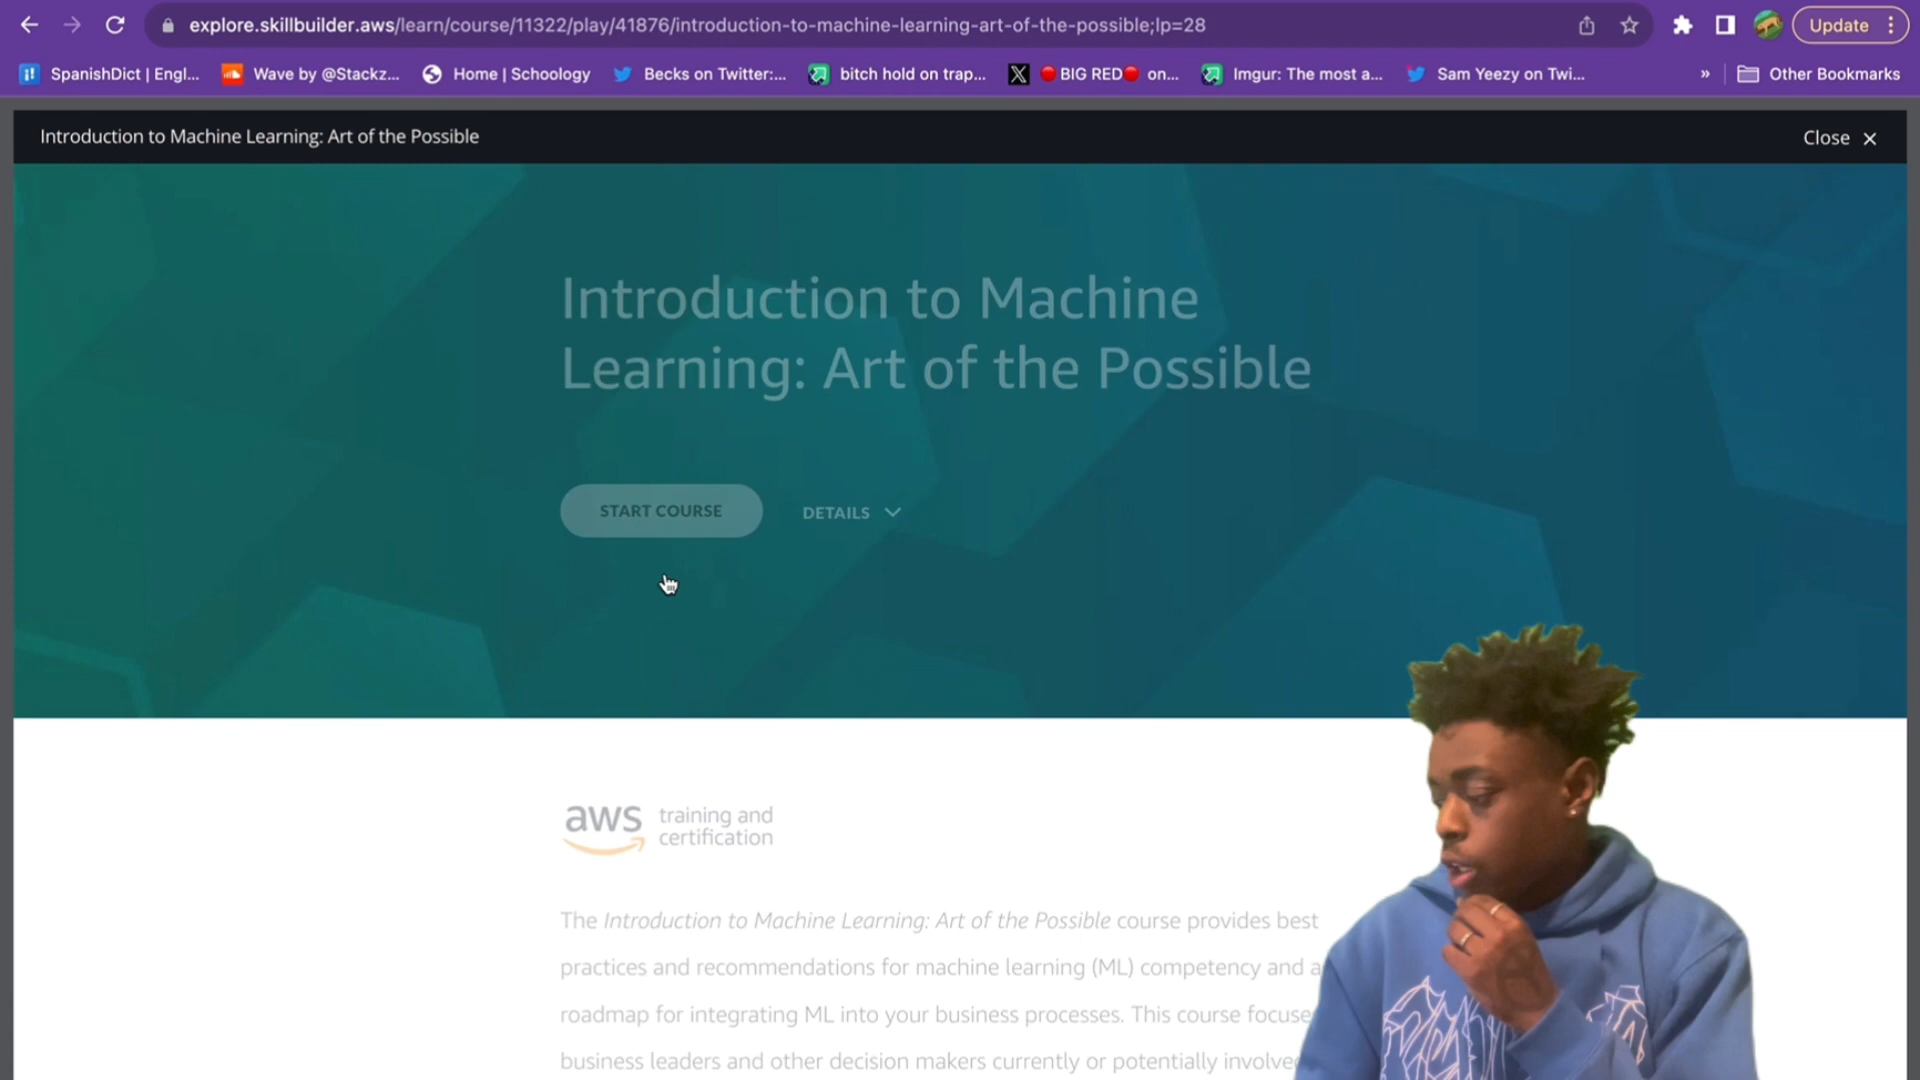 explore.skillbuilder.aws/learn/course/11322/play/41876/introduction-to-machine-learning-art-of-the-possible;lp=28
Update
SpanishDict | Engl...
Wave by @Stackz...
Home | Schoology
Becks on Twitter:...
bitch hold on trap...
🔴BIG RED🔴 on...
Imgur: The most a...
Sam Yeezy on Twi...
»
Other Bookmarks
Introduction to Machine Learning: Art of the Possible
Close
Introduction to Machine
Learning: Art of the Possible
START COURSE
DETAILS
aws training and
certification
The Introduction to Machine Learning: Art of the Possible course provides best
practices and recommendations for machine learning (ML) competency and a
roadmap for integrating ML into your business processes. This course focuse
business leaders and other decision makers currently or potentially involve